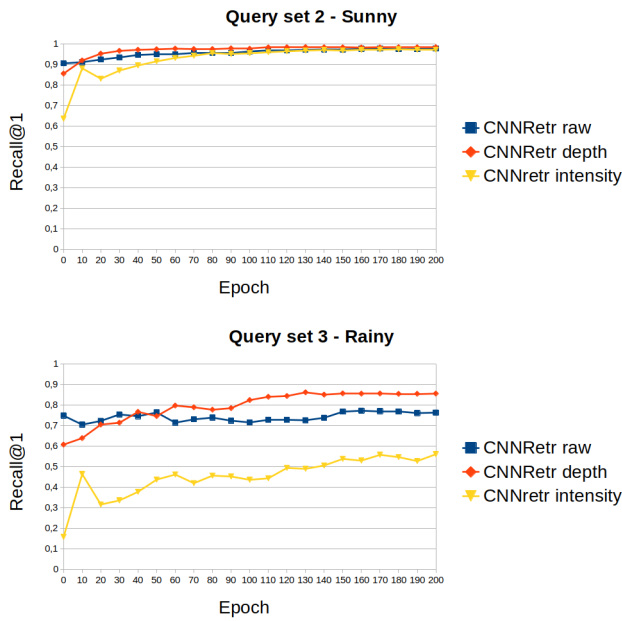 Query set 2 - Sunny
1
0,9
0,8
0,7
0,6
0,5
0,4
0,3
0,2
0,1
0
Recall@1
0 10 20 30 40 50 60 70 80 90 100 110 120 130 140 150 160 170 180 190 200
Epoch
CNNRetr raw
CNNRetr depth
CNNretr intensity
Query set 3 - Rainy
1
0,9
0,8
0,7
0,6
0,5
0,4
0,3
0,2
0,1
0
Recall@1
0 10 20 30 40 50 60 70 80 90 100 110 120 130 140 150 160 170 180 190 200
Epoch
CNNRetr raw
CNNRetr depth
CNNretr intensity